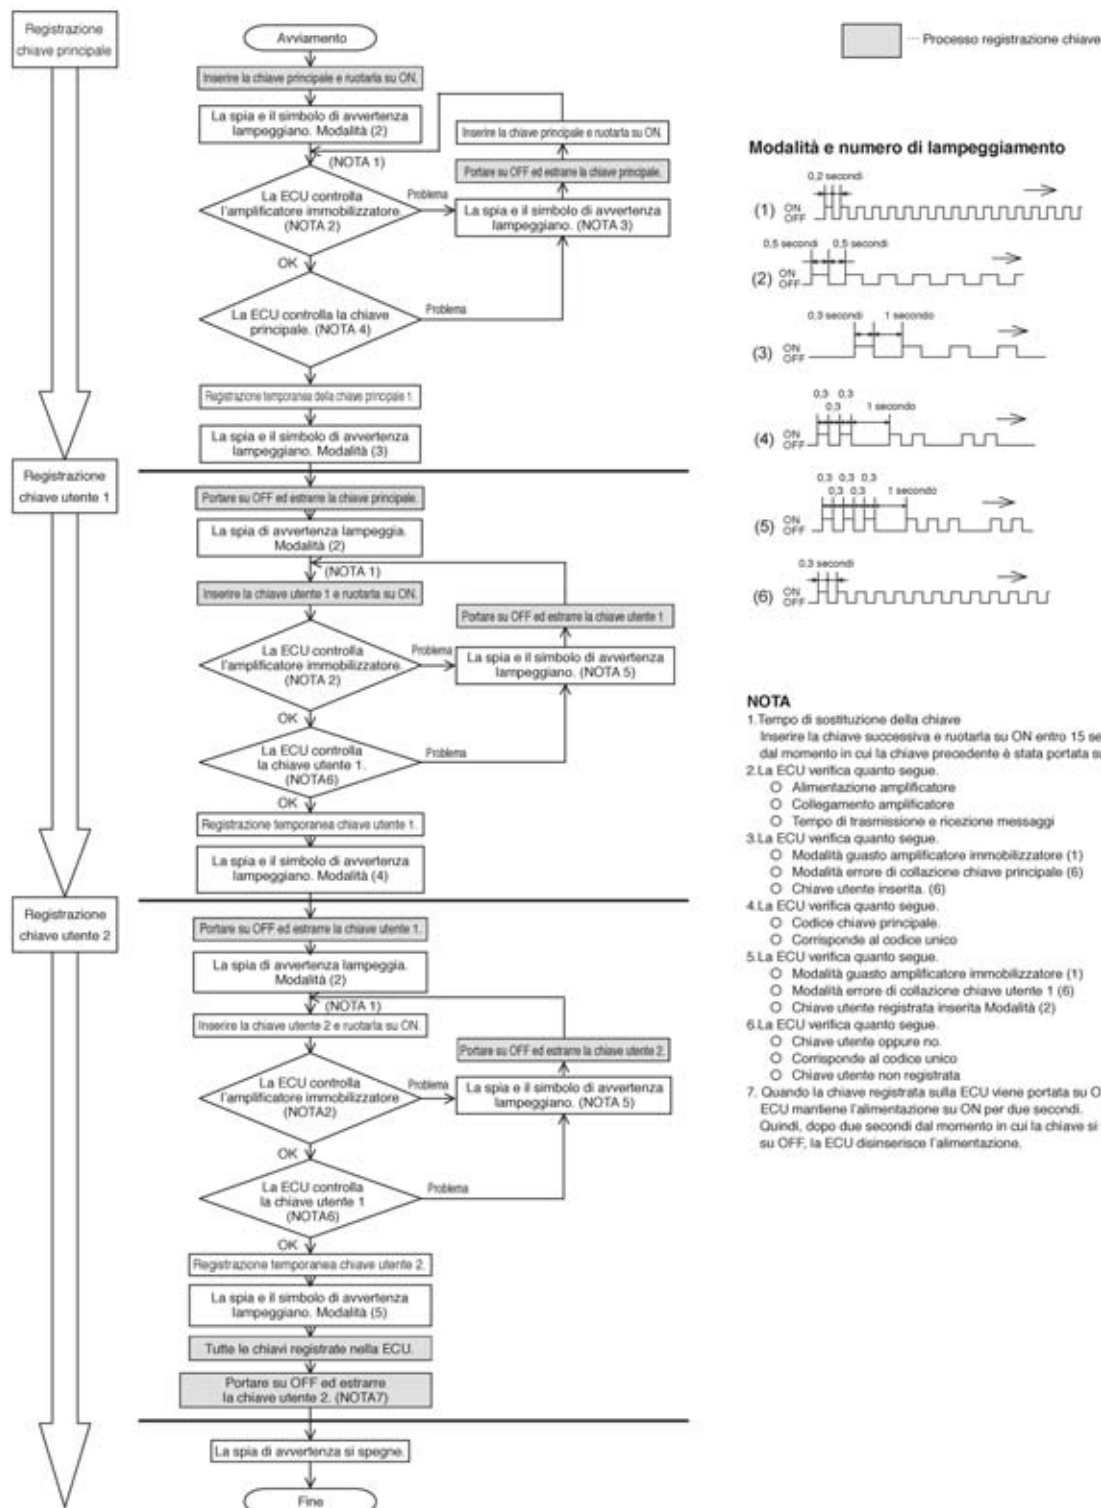 Registrazione
chiave principale
Avviamento
Inserire la chiave principale e ruotarla su ON.
La spia e il simbolo di avvertenza
lampeggiano. Modalità (2)
(NOTA 1)
La ECU controlla
l'amplificatore immobilizzatore.
(NOTA 2)
Problema
Inserire la chiave principale e ruotarla su ON.
Portare su OFF ed estrarre la chiave principale.
La spia e il simbolo di avvertenza
lampeggiano. (NOTA 3)
OK
La ECU controlla la chiave
principale. (NOTA 4)
Problema
Registrazione temporanea della chiave principale 1.
La spia e il simbolo di avvertenza
lampeggiano. Modalità (3)
Registrazione
chiave utente 1
Portare su OFF ed estrarre la chiave principale.
La spia di avvertenza lampeggia.
Modalità (2)
(NOTA 1)
Inserire la chiave utente 1 e ruotarla su ON.
La ECU controlla
l'amplificatore immobilizzatore.
(NOTA 2)
Problema
Portare su OFF ed estrarre la chiave utente 1
La spia e il simbolo di avvertenza
lampeggiano. (NOTA 5)
OK
La ECU controlla
la chiave utente 1.
(NOTA6)
Problema
OK
Registrazione temporanea chiave utente 1.
La spia e il simbolo di avvertenza
lampeggiano. Modalità (4)
Registrazione
chiave utente 2
Portare su OFF ed estrarre la chiave utente 1.
La spia di avvertenza lampeggia.
Modalità (2)
(NOTA 1)
Inserire la chiave utente 2 e ruotarla su ON.
La ECU controlla
l'amplificatore immobilizzatore
(NOTA2)
Problema
Portare su OFF ed estrarre la chiave utente 2.
La spia e il simbolo di avvertenza
lampeggiano. (NOTA 5)
OK
La ECU controlla
la chiave utente 1
(NOTA6)
Problema
OK
Registrazione temporanea chiave utente 2.
La spia e il simbolo di avvertenza
lampeggiano. Modalità (5)
Tutte le chiavi registrate nella ECU.
Portare su OFF ed estrarre
la chiave utente 2. (NOTA7)
La spia di avvertenza si spegne.
Fine
··· Processo registrazione chiave
Modalità e numero di lampeggiamento
0,2 secondi
(1) ON
OFF
0,5 secondi 0,5 secondi
(2) ON
OFF
0,3 secondi 1 secondo
(3) ON
OFF
0,3 0,3
0,3 1 secondo
(4) ON
OFF
0,3 0,3 0,3
0,3 0,3 1 secondo
(5) ON
OFF
0,3 secondi
(6) ON
OFF
NOTA
1.Tempo di sostituzione della chiave
Inserire la chiave successiva e ruotarla su ON entro 15 se
dal momento in cui la chiave precedente è stata portata su
2.La ECU verifica quanto segue.
O Alimentazione amplificatore
O Collegamento amplificatore
O Tempo di trasmissione e ricezione messaggi
3.La ECU verifica quanto segue.
O Modalità guasto amplificatore immobilizzatore (1)
O Modalità errore di collazione chiave principale (6)
O Chiave utente inserita. (6)
4.La ECU verifica quanto segue.
O Codice chiave principale.
O Corrisponde al codice unico
5.La ECU verifica quanto segue.
O Modalità guasto amplificatore immobilizzatore (1)
O Modalità errore di collazione chiave utente 1 (6)
O Chiave utente registrata inserita Modalità (2)
6.La ECU verifica quanto segue.
O Chiave utente oppure no.
O Corrisponde al codice unico
O Chiave utente non registrata
7. Quando la chiave registrata sulla ECU viene portata su O
ECU mantiene l'alimentazione su ON per due secondi.
Quindi, dopo due secondi dal momento in cui la chiave si
su OFF, la ECU disinserisce l'alimentazione.